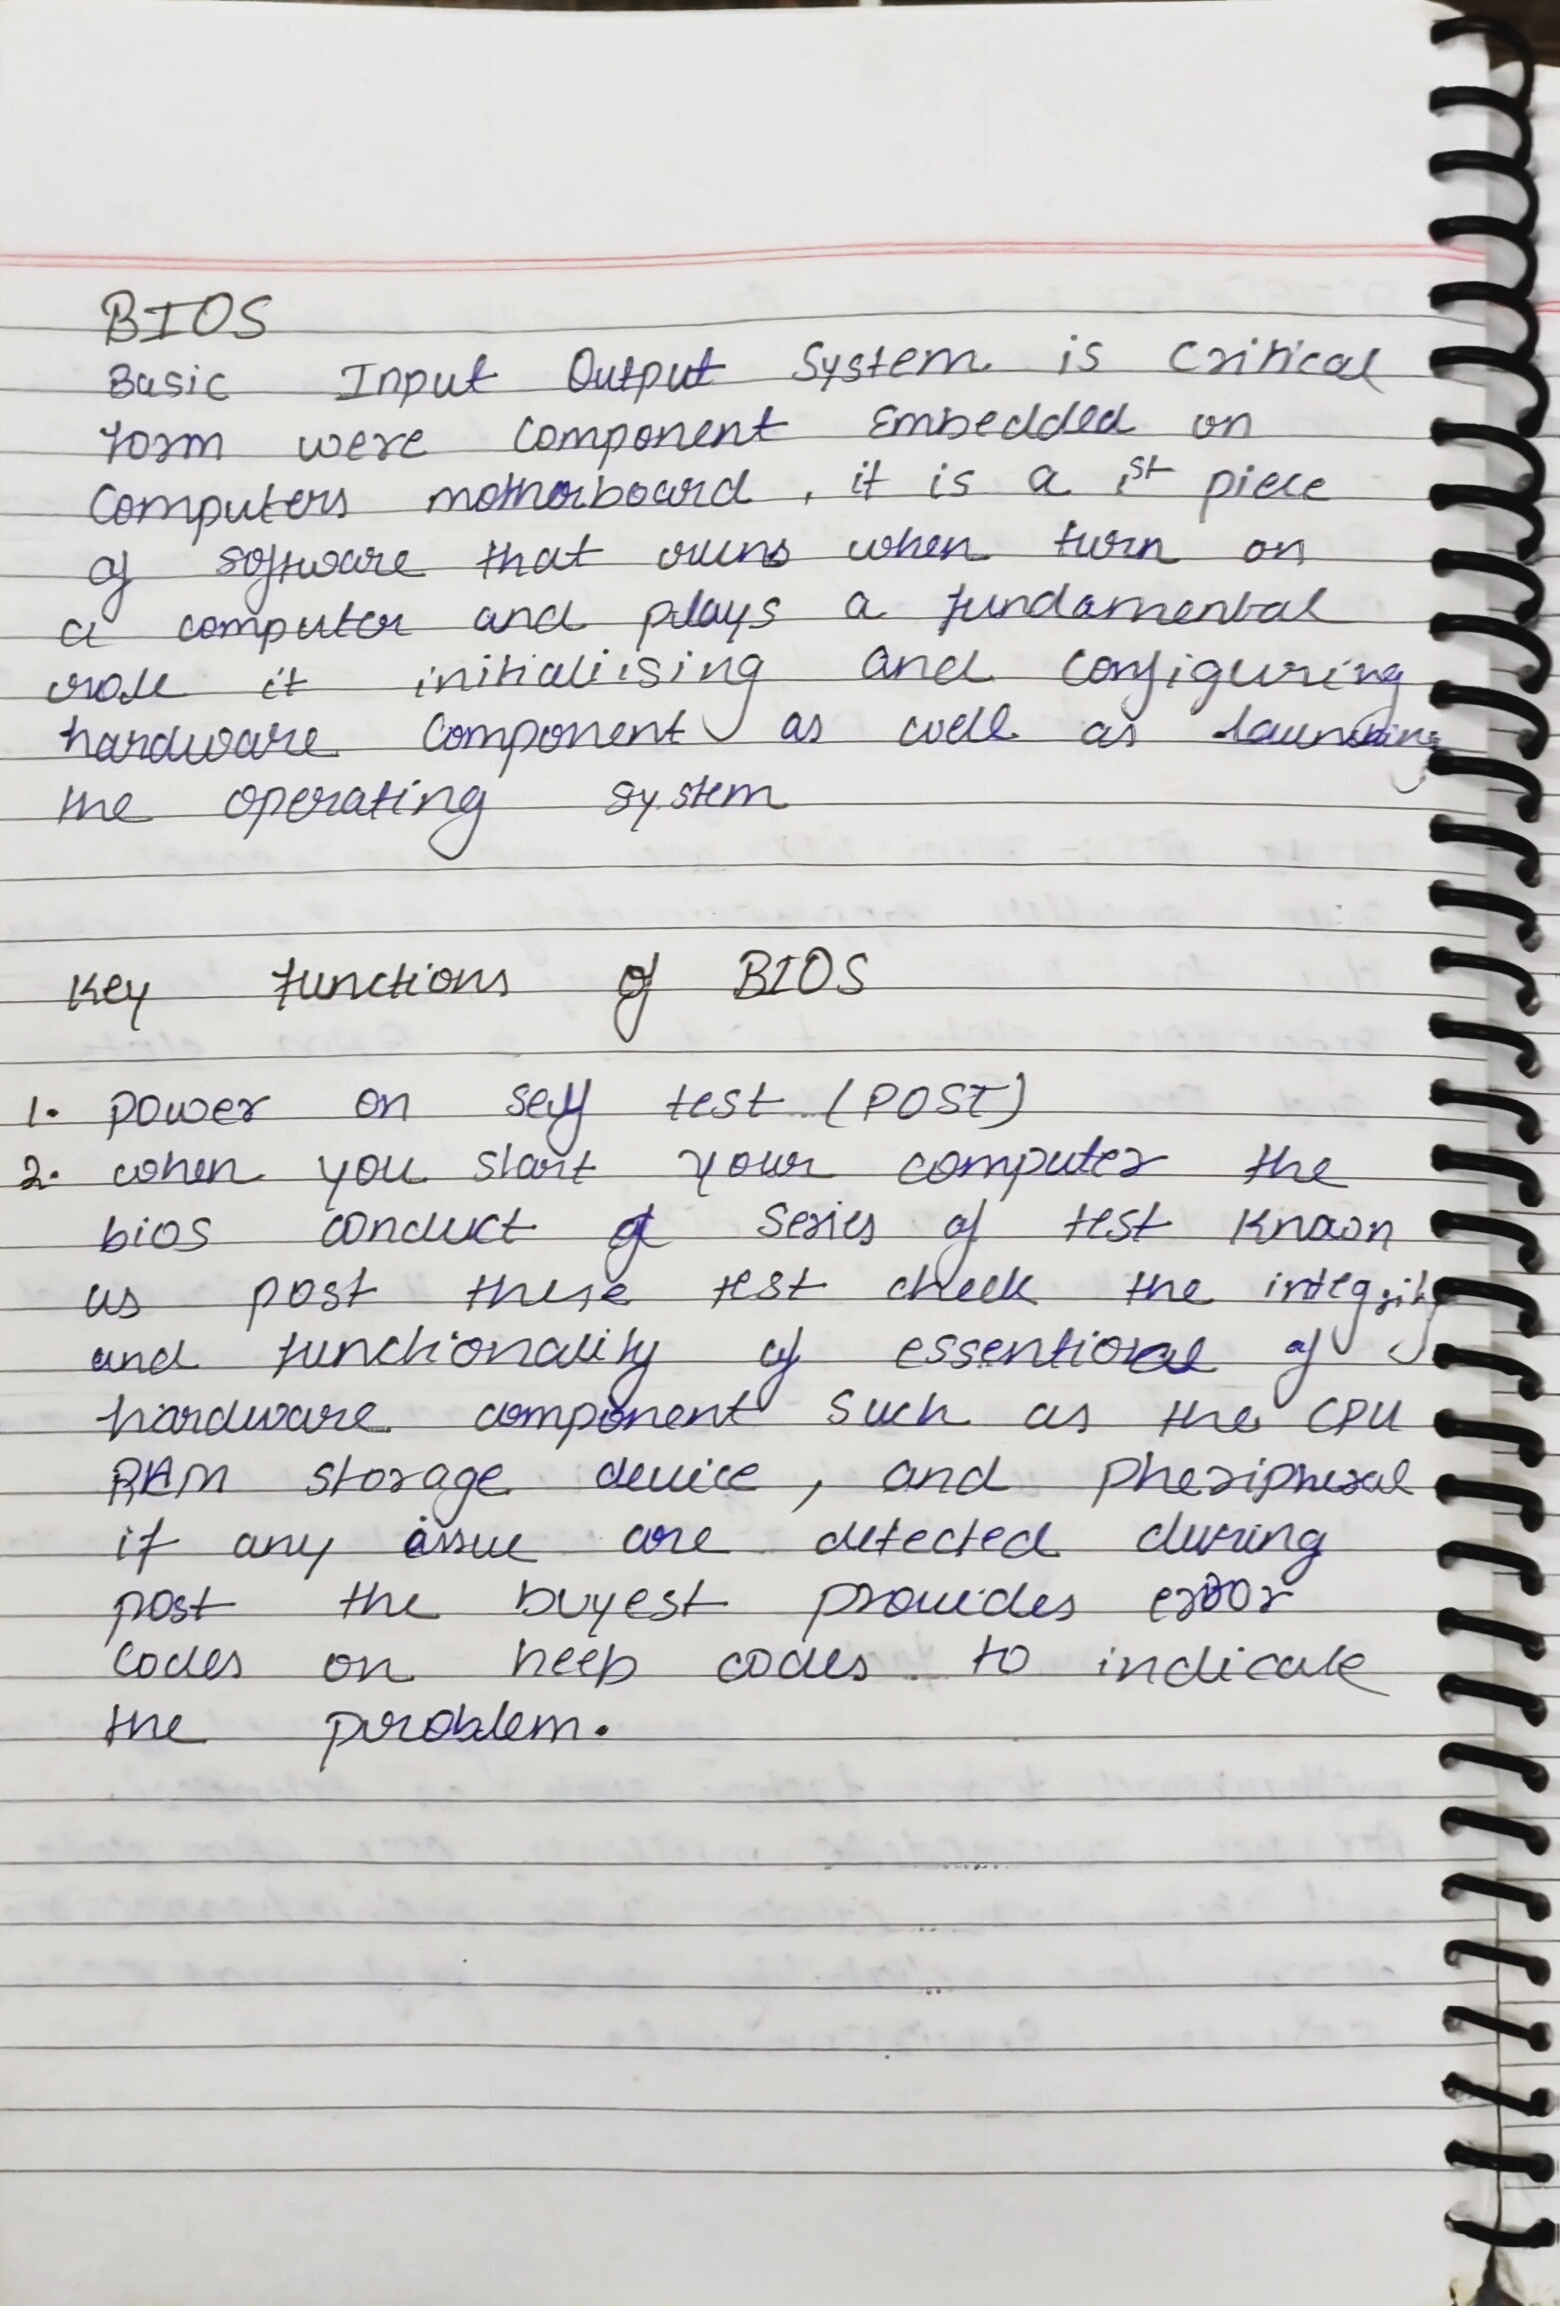 BIOS
Basic Input Output System is Critical
form were Component Embedded on
Computers motherboard, it is a 1st piece
of software that runs when turn on
a computer and plays a fundamental
role it initialising and Configuring
hardware Component as well as launching
the operating system
Key functions of BIOS
1. power on self test (POST)
2. when you start your computer the
bios conduct of series of test known
as post these test check the integrity
and functionality of essential of
hardware component such as the CPU
RAM storage device, and pheripheral
if any issue are detected during
post the buyest provides error
codes on beep codes to indicate
the problem.